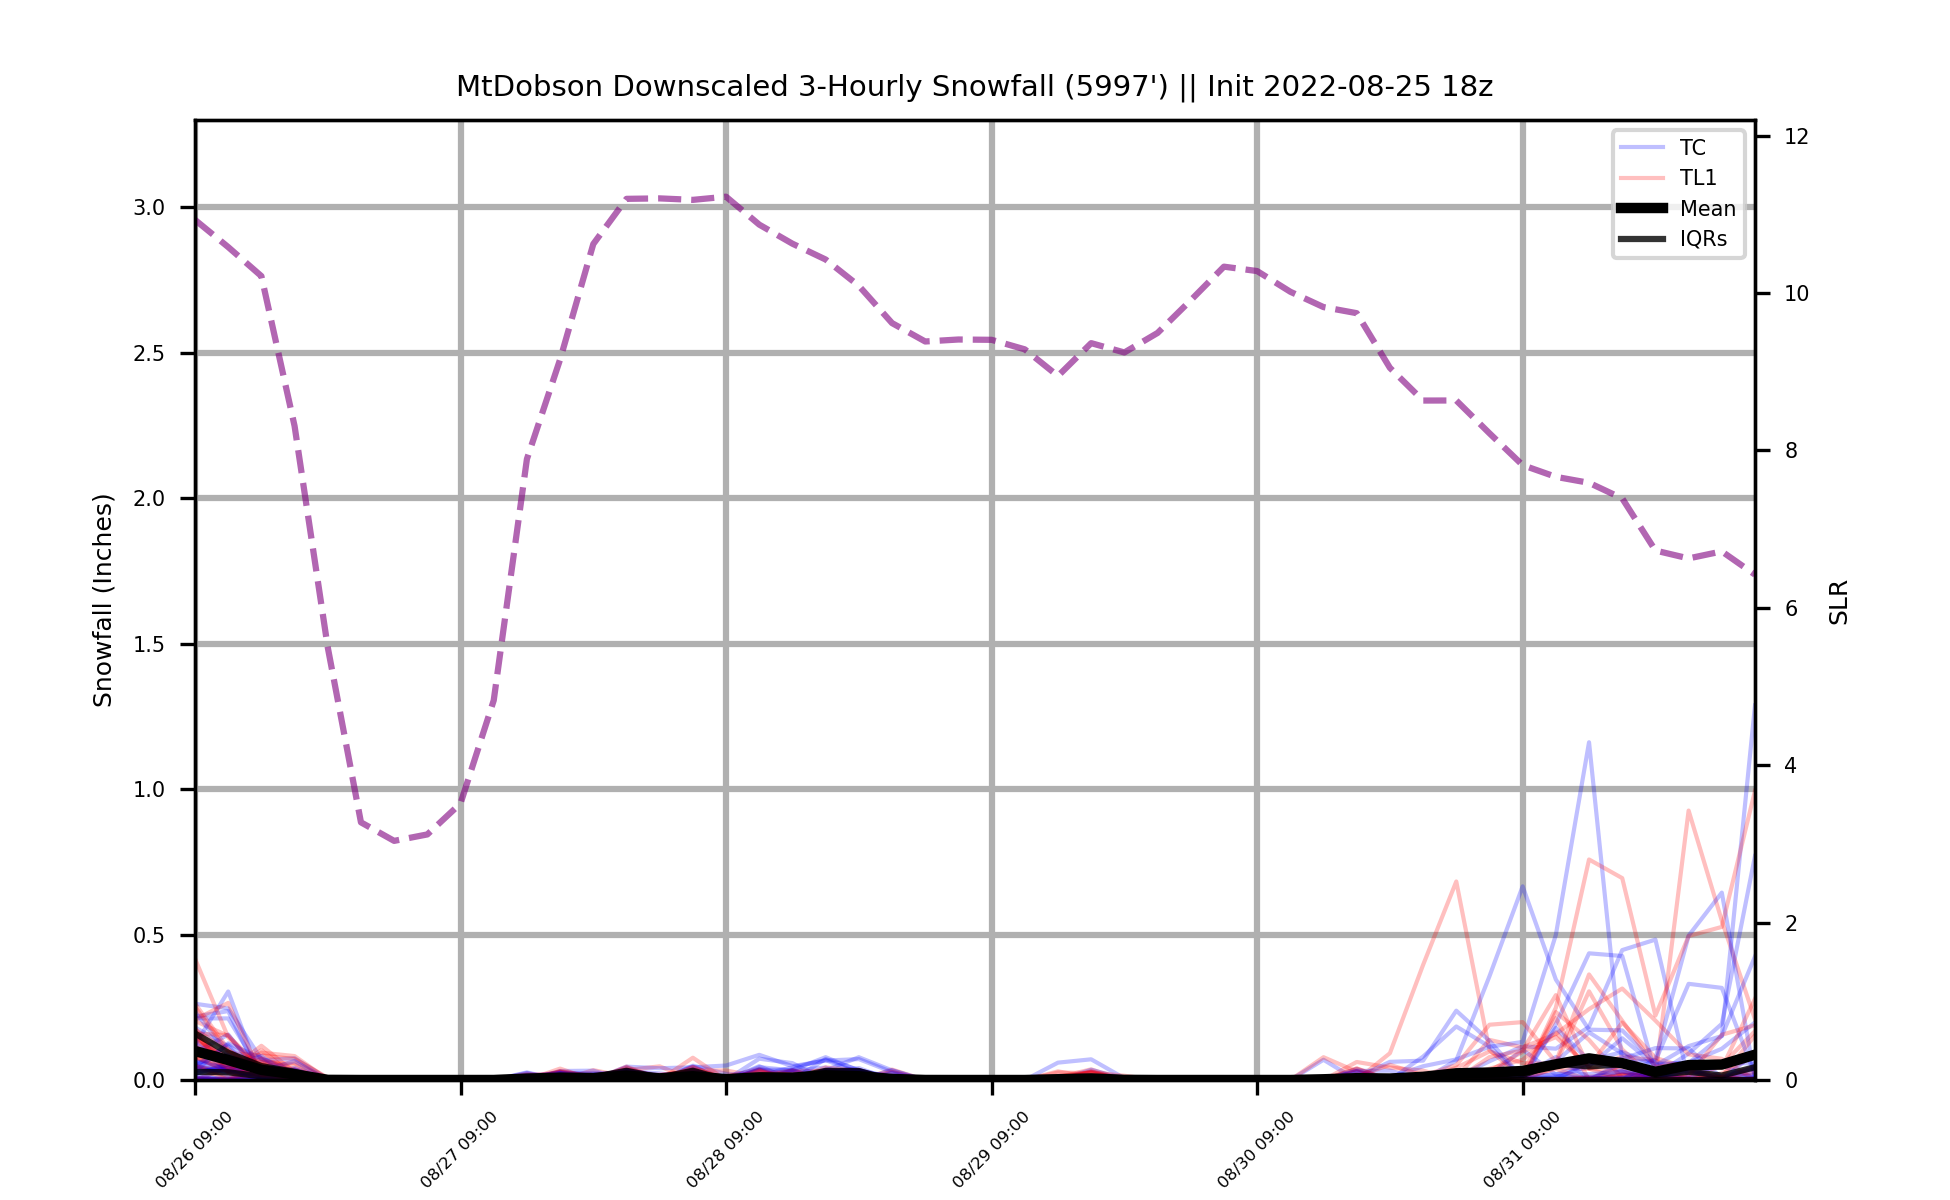 MtDobson Downscaled 3-Hourly Snowfall (5997') || Init 2022-08-25 18z
TC
TL1
Mean
IQRs
Snowfall (Inches)
3.0
2.5
2.0
1.5
1.0
0.5
0.0
12
10
8
6
4
2
0
SLR
08/26 09:00
08/27 09:00
08/28 09:00
08/29 09:00
08/30 09:00
08/31 09:00